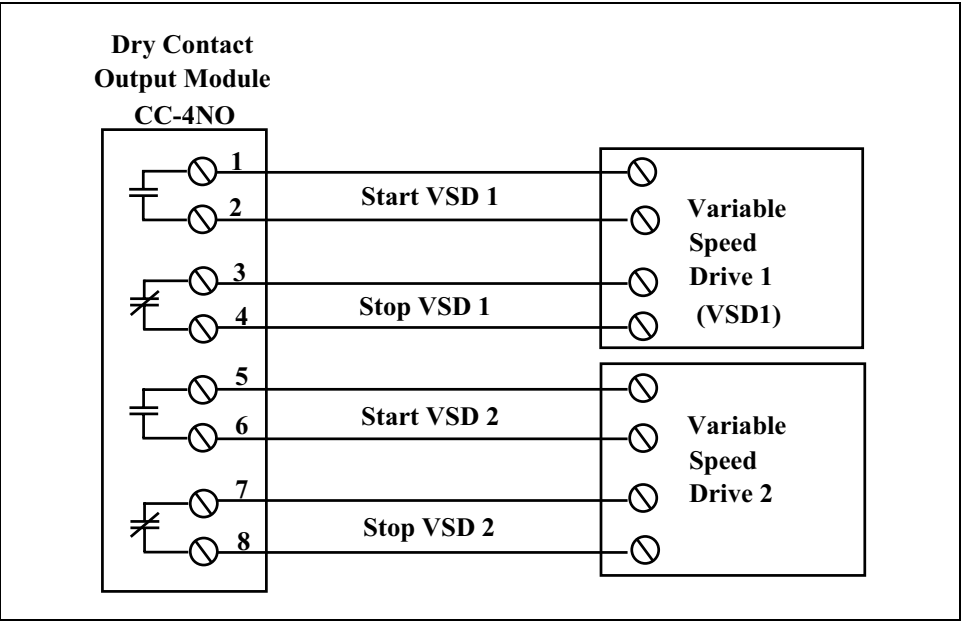 Dry Contact
Output Module
CC-4NO
1
Start VSD 1
2
3
Stop VSD 1
4
5
Start VSD 2
6
7
Stop VSD 2
8
Variable
Speed
Drive 1
(VSD1)
Variable
Speed
Drive 2